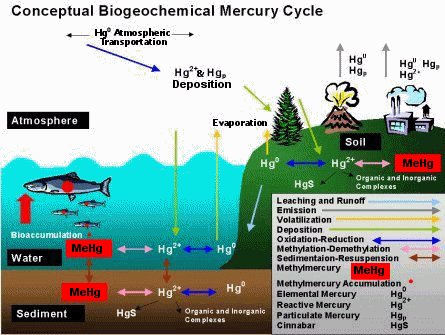 Conceptual Biogeochemical Mercury Cycle
Hg0 Atmospheric
Transportation
Hg2+& Hgp
Deposition
Hg0
Hgp
Hg0 Hgp
Hg2+
Evaporation
Atmosphere
Soil
Hg0
Hg2+
MeHg
HgS
Organic and Inorganic
Complexes
Bioaccumulation
MeHg
Hg2+
Hg0
Water
MeHg
Hg2+
Hg0
HgS
Organic and Inorganic
Complexes
Sediment
Leaching and Runoff
Emission
Volatilization
Deposition
Oxidation-Reduction
Methylation-Demethylation
Sedimentaion-Resuspension
Methylmercury MeHg
Methylmercury Accumulation
Elemental Mercury Hg0
Reactive Mercury Hg2+
Particulate Mercury Hgp
Cinnabar HgS